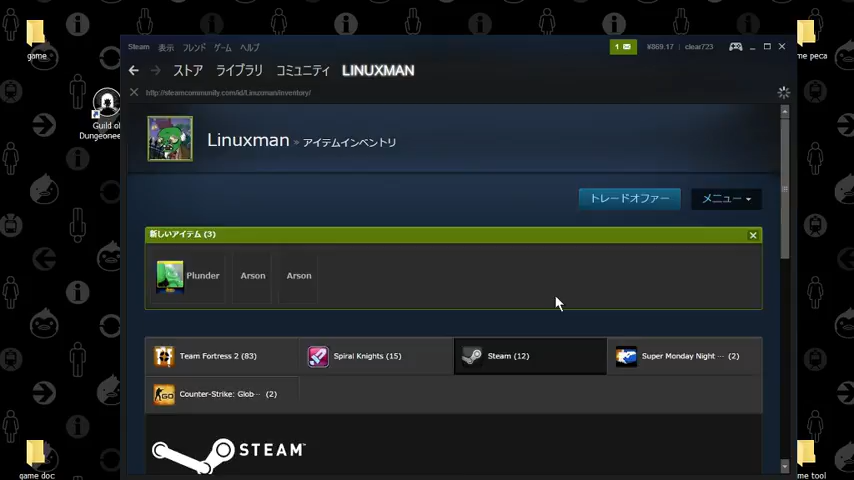 game
Guild of
Dungeoneer
game doc
Steam 表示 フレンド ゲーム ヘルプ
1 ¥869.17 clear723
ストア ライブラリ コミュニティ LINUXMAN
http://steamcommunity.com/id/Linuxman/inventory/
Linuxman » アイテムインベントリ
トレードオファー メニュー
新しいアイテム (3)
Plunder Arson Arson
Team Fortress 2 (83) Spiral Knights (15) Steam (12) Super Monday Night ··· (2)
Counter-Strike: Glob··· (2)
STEAM
game peca
me tool